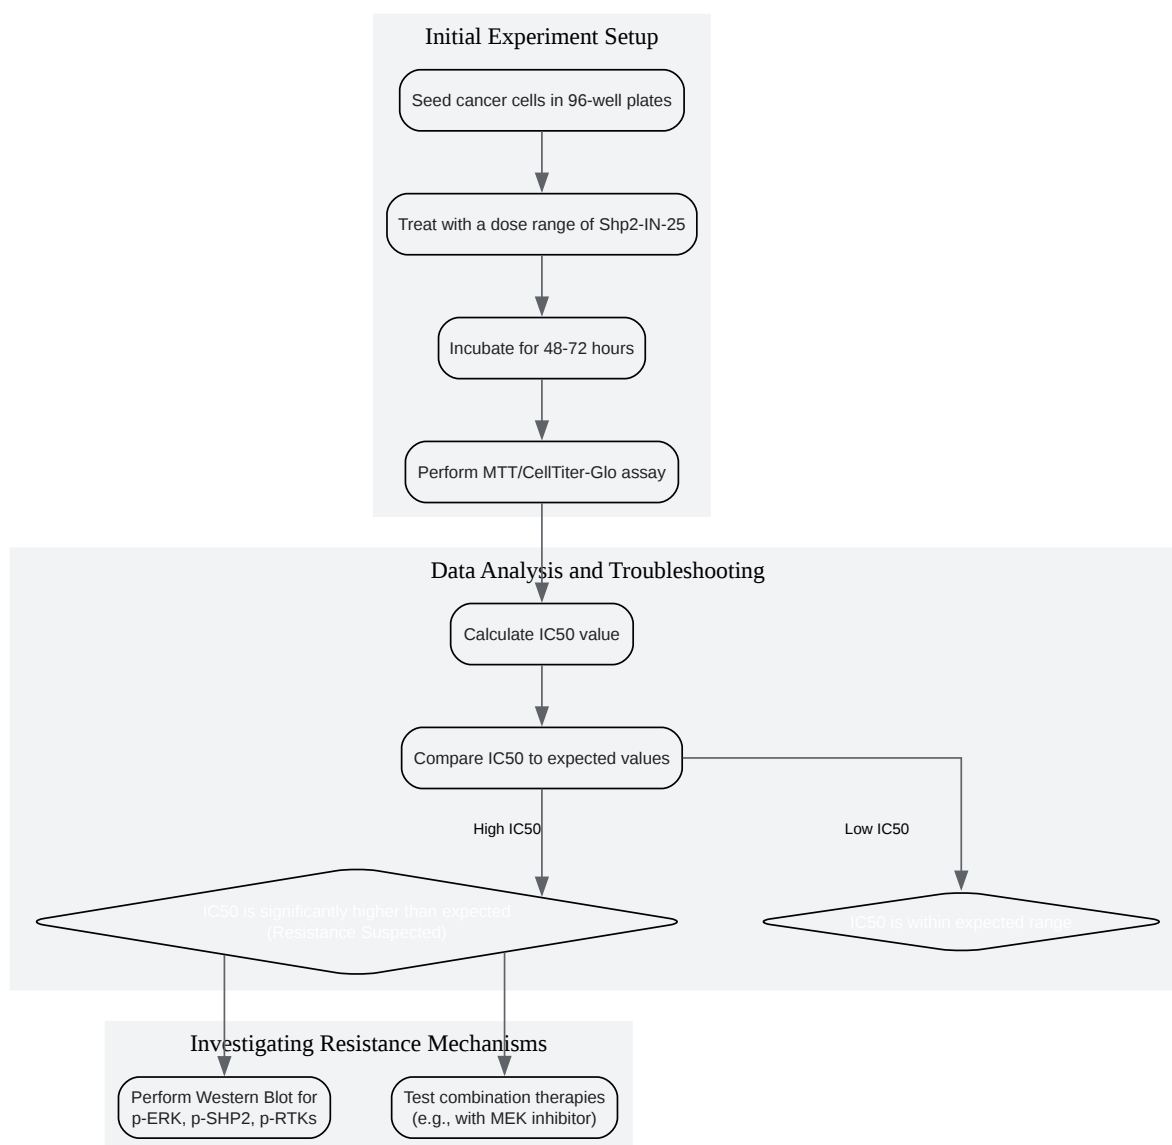 Initial Experiment Setup
Seed cancer cells in 96-well plates
Treat with a dose range of Shp2-IN-25
Incubate for 48-72 hours
Perform MTT/CellTiter-Glo assay
Data Analysis and Troubleshooting
Calculate IC50 value
Compare IC50 to expected values
High IC50
Low IC50
IC50 is significantly higher than expected
(Resistance Suspected)
IC50 is within expected range
Investigating Resistance Mechanisms
Perform Western Blot for
p-ERK, p-SHP2, p-RTKs
Test combination therapies
(e.g., with MEK inhibitor)